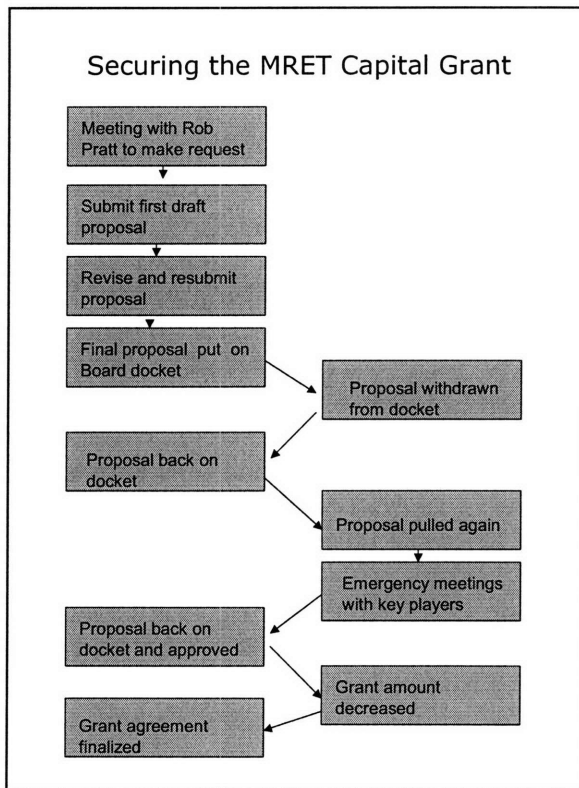 Securing the MRET Capital Grant
Meeting with Rob
Pratt to make request
Submit first draft
proposal
Revise and resubmit
proposal
Final proposal put on
Board docket
Proposal withdrawn
from docket
Proposal back on
docket
Proposal pulled again
Emergency meetings
with key players
Proposal back on
docket and approved
Grant amount
decreased
Grant agreement
finalized